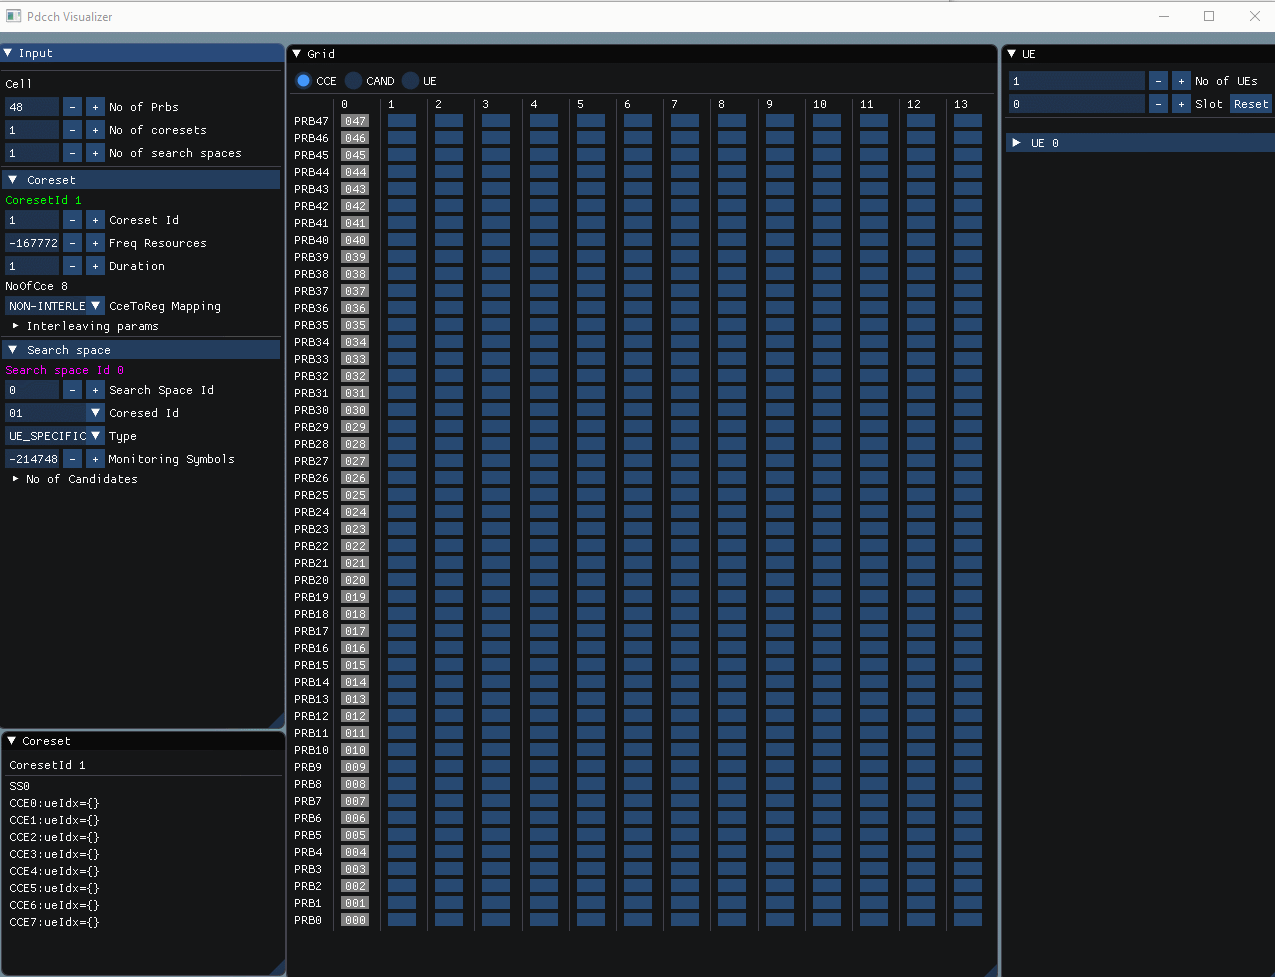 Pdcch Visualizer
Input
Cell
48 - + No of Prbs
1 - + No of coresets
1 - + No of search spaces
Coreset
CoresetId 1
1 - + Coreset Id
-167772 - + Freq Resources
1 - + Duration
NoOfCce 8
NON-INTERLE CceToReg Mapping
Interleaving params
Search space
Search space Id 0
0 - + Search Space Id
01 Coresed Id
UE_SPECIFIC Type
-214748 - + Monitoring Symbols
No of Candidates
Coreset
CoresetId 1
SS0
CCE0:ueIdx={}
CCE1:ueIdx={}
CCE2:ueIdx={}
CCE3:ueIdx={}
CCE4:ueIdx={}
CCE5:ueIdx={}
CCE6:ueIdx={}
CCE7:ueIdx={}
Grid
CCE CAND UE
0 1 2 3 4 5 6 7 8 9 10 11 12 13
PRB47 047
PRB46 046
PRB45 045
PRB44 044
PRB43 043
PRB42 042
PRB41 041
PRB40 040
PRB39 039
PRB38 038
PRB37 037
PRB36 036
PRB35 035
PRB34 034
PRB33 033
PRB32 032
PRB31 031
PRB30 030
PRB29 029
PRB28 028
PRB27 027
PRB26 026
PRB25 025
PRB24 024
PRB23 023
PRB22 022
PRB21 021
PRB20 020
PRB19 019
PRB18 018
PRB17 017
PRB16 016
PRB15 015
PRB14 014
PRB13 013
PRB12 012
PRB11 011
PRB10 010
PRB9 009
PRB8 008
PRB7 007
PRB6 006
PRB5 005
PRB4 004
PRB3 003
PRB2 002
PRB1 001
PRB0 000
UE
1 - + No of UEs
0 - + Slot Reset
UE 0